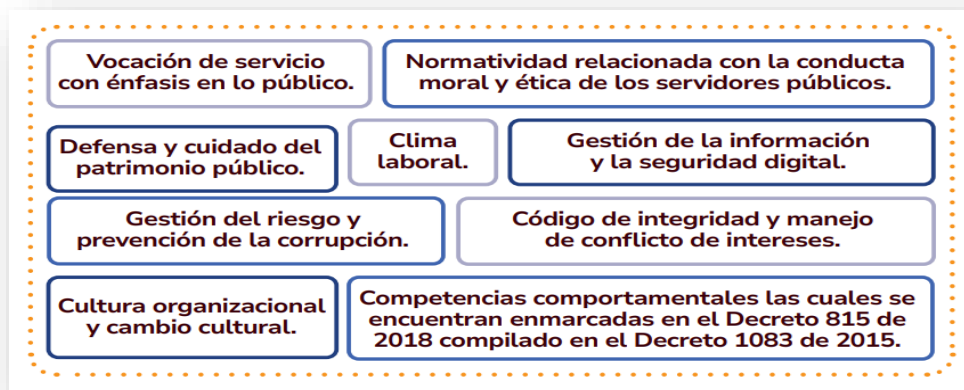 Vocación de servicio
con énfasis en lo público.
Normatividad relacionada con la conducta
moral y ética de los servidores públicos.
Defensa y cuidado del
patrimonio público.
Clima
laboral.
Gestión de la información
y la seguridad digital.
Gestión del riesgo y
prevención de la corrupción.
Código de integridad y manejo
de conflicto de intereses.
Cultura organizacional
y cambio cultural.
Competencias comportamentales las cuales se
encuentran enmarcadas en el Decreto 815 de
2018 compilado en el Decreto 1083 de 2015.